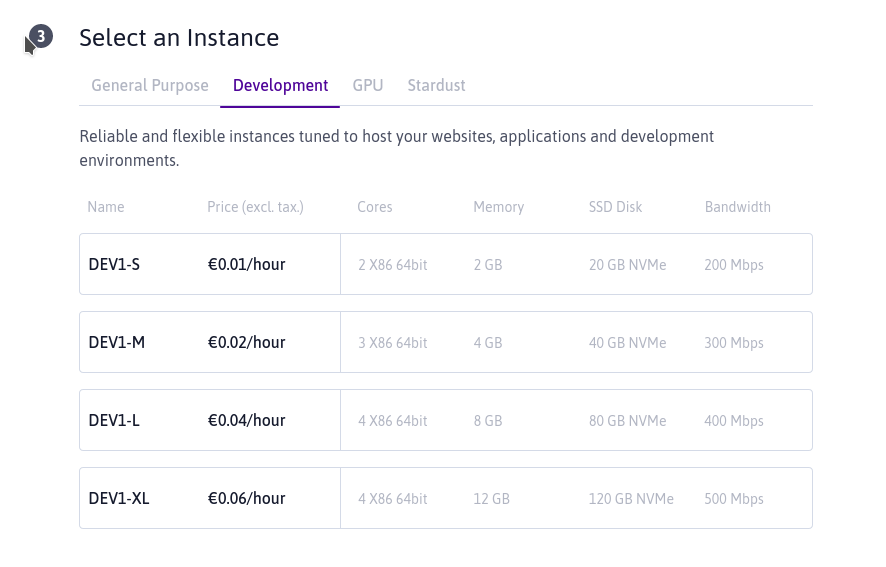 3 Select an Instance
General Purpose Development GPU Stardust
Reliable and flexible instances tuned to host your websites, applications and development
environments.
Name Price (excl. tax.) Cores Memory SSD Disk Bandwidth
DEV1-S €0.01/hour 2 X86 64bit 2 GB 20 GB NVMe 200 Mbps
DEV1-M €0.02/hour 3 X86 64bit 4 GB 40 GB NVMe 300 Mbps
DEV1-L €0.04/hour 4 X86 64bit 8 GB 80 GB NVMe 400 Mbps
DEV1-XL €0.06/hour 4 X86 64bit 12 GB 120 GB NVMe 500 Mbps